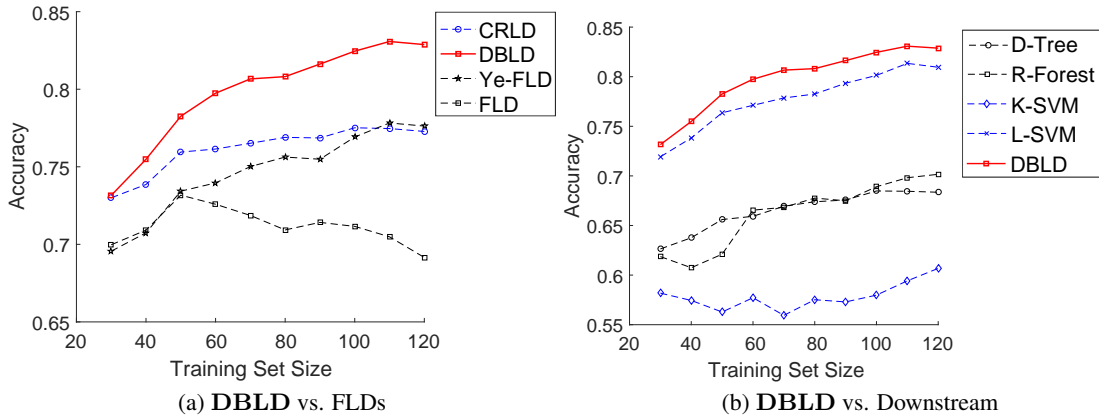 0.85
0.8
0.75
0.7
0.65
Accuracy
20 40 60 80 100 120
Training Set Size
CRLD
DBLD
Ye-FLD
FLD
(a) DBLD vs. FLDs
0.85
0.8
0.75
0.7
0.65
0.6
0.55
Accuracy
20 40 60 80 100 120
Training Set Size
D-Tree
R-Forest
K-SVM
L-SVM
DBLD
(b) DBLD vs. Downstream